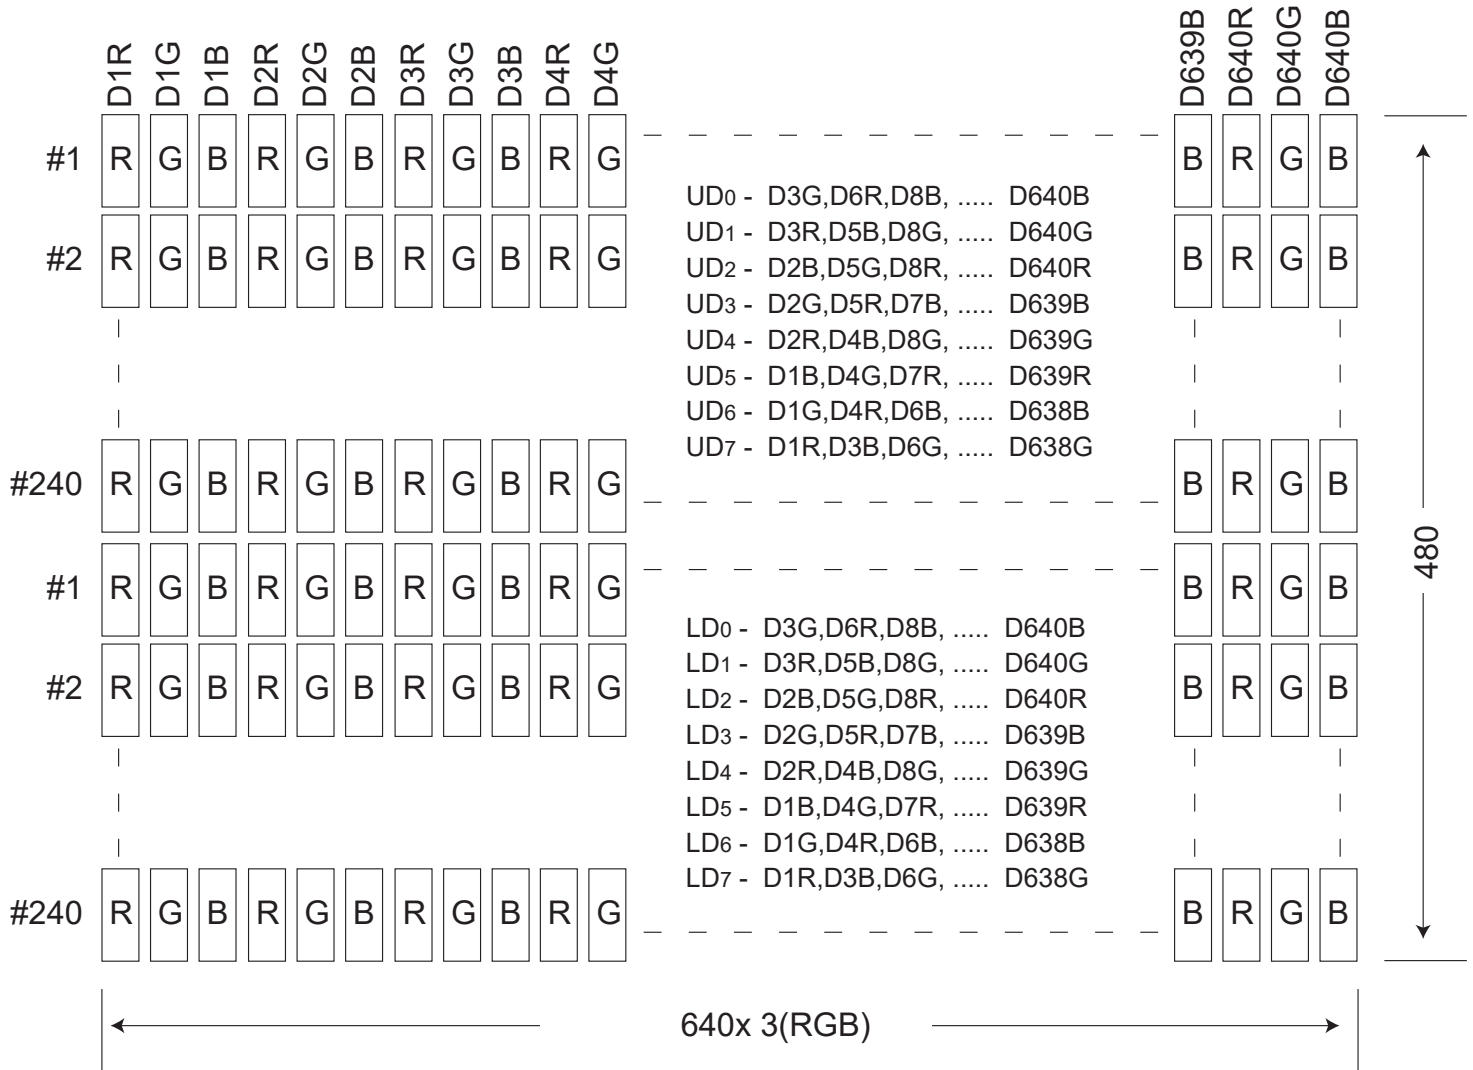 D1R D1G D1B D2R D2G D2B D3R D3G D3B D4R D4G D639B D640R D640G D640B
#1 R G B R G B R G B R G B R G B
UD0 - D3G,D6R,D8B, ..... D640B
UD1 - D3R,D5B,D8G, ..... D640G
#2 R G B R G B R G B R G B R G B
UD2 - D2B,D5G,D8R, ..... D640R
UD3 - D2G,D5R,D7B, ..... D639B
UD4 - D2R,D4B,D8G, ..... D639G
UD5 - D1B,D4G,D7R, ..... D639R
UD6 - D1G,D4R,D6B, ..... D638B
UD7 - D1R,D3B,D6G, ..... D638G
#240 R G B R G B R G B R G B R G B
480
#1 R G B R G B R G B R G B R G B
LD0 - D3G,D6R,D8B, ..... D640B
LD1 - D3R,D5B,D8G, ..... D640G
#2 R G B R G B R G B R G B R G B
LD2 - D2B,D5G,D8R, ..... D640R
LD3 - D2G,D5R,D7B, ..... D639B
LD4 - D2R,D4B,D8G, ..... D639G
LD5 - D1B,D4G,D7R, ..... D639R
LD6 - D1G,D4R,D6B, ..... D638B
LD7 - D1R,D3B,D6G, ..... D638G
#240 R G B R G B R G B R G B R G B
640x 3(RGB)